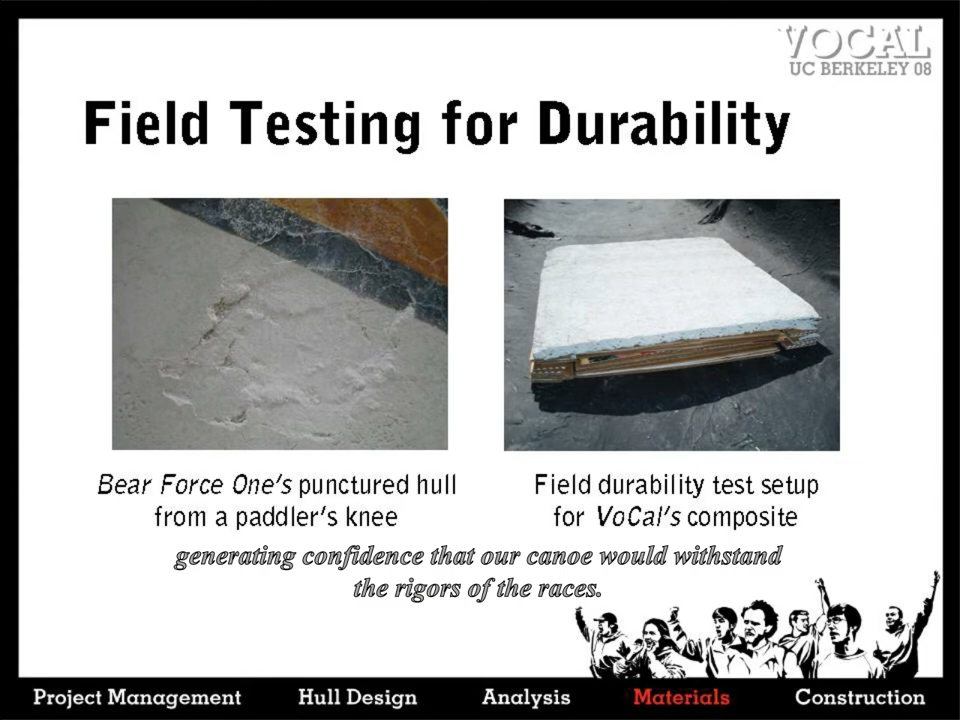 VOCAL
UC BERKELEY 08
Field Testing for Durability
Bear Force One's punctured hull
from a paddler's knee
Field durability test setup
for VoCal's composite
generating confidence that our canoe would withstand
the rigors of the races.
Project Management Hull Design Analysis Materials Construction